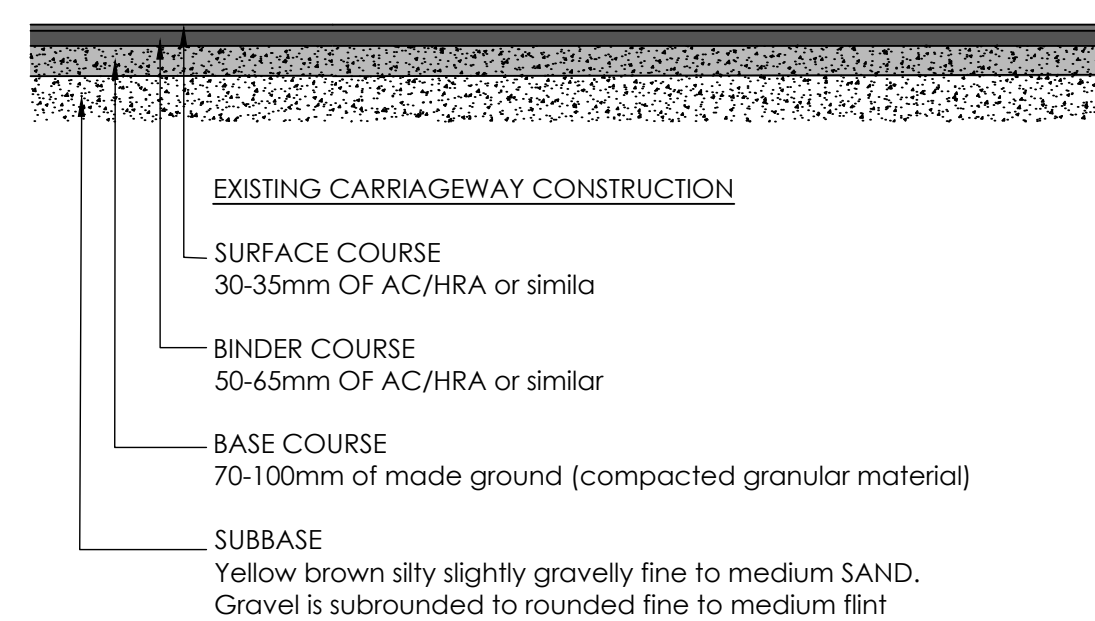 EXISTING CARRIAGEWAY CONSTRUCTION
SURFACE COURSE
30-35mm OF AC/HRA or simila
BINDER COURSE
50-65mm OF AC/HRA or similar
BASE COURSE
70-100mm of made ground (compacted granular material)
SUBBASE
Yellow brown silty slightly gravelly fine to medium SAND.
Gravel is subrounded to rounded fine to medium flint